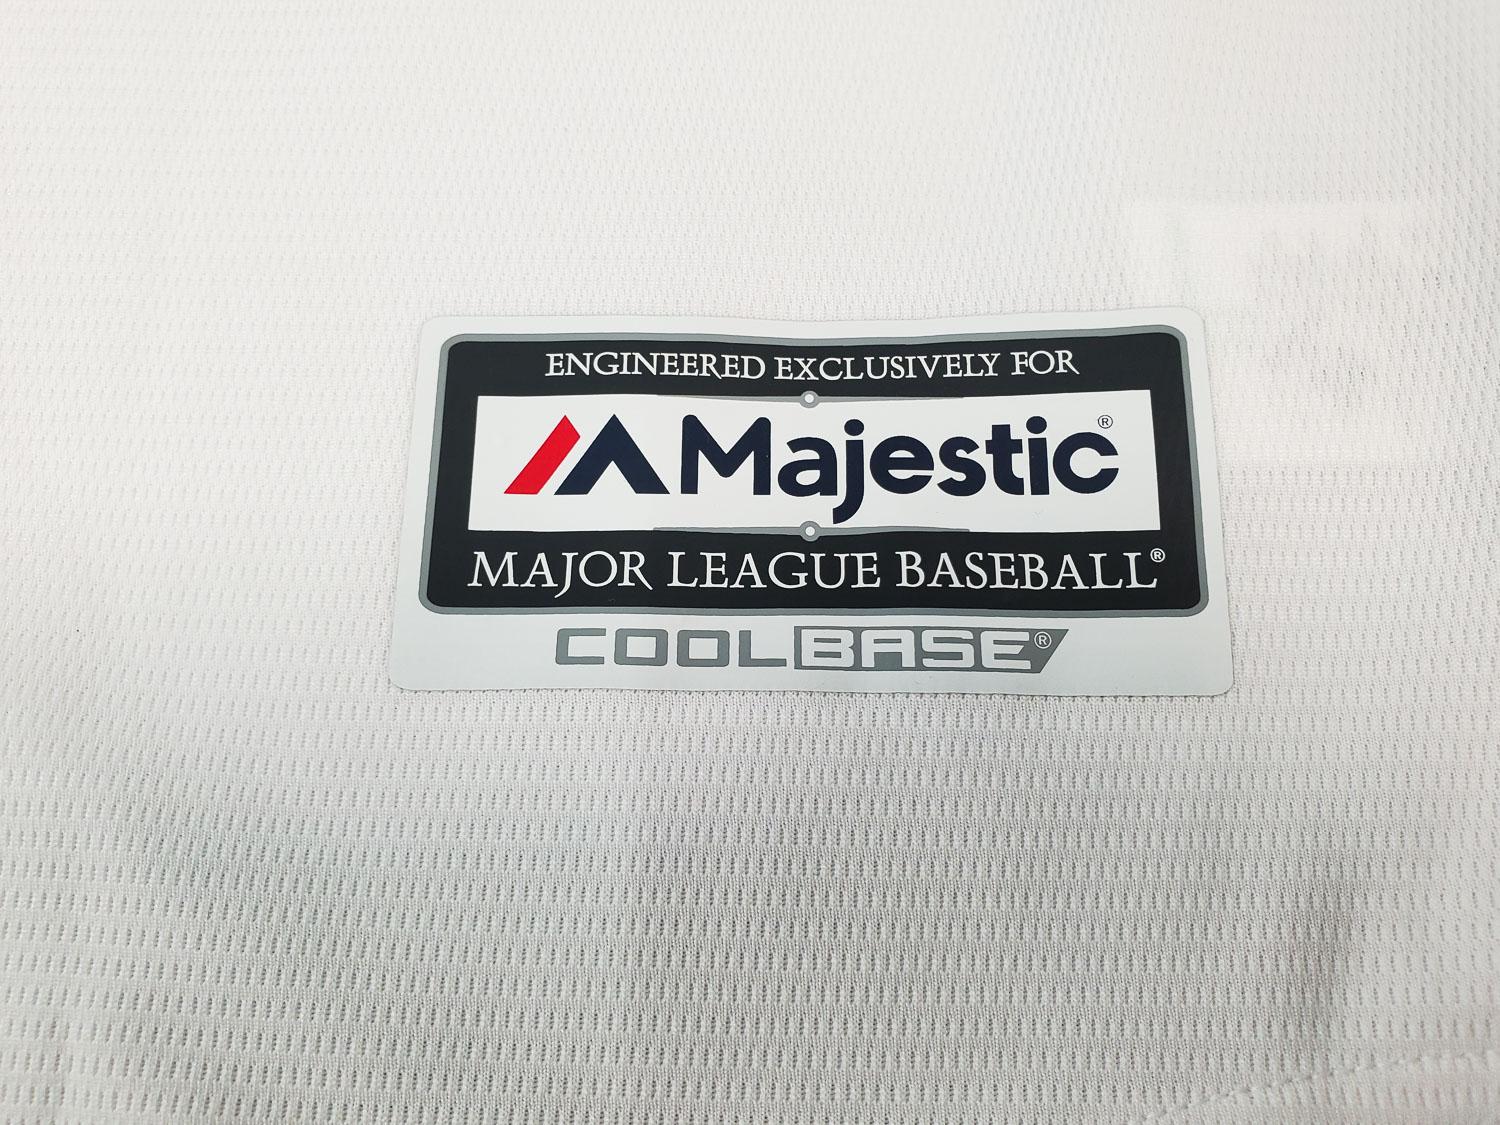 ENGINEERED EXCLUSIVELY FOR
Majestic®
MAJOR LEAGUE BASEBALL®
COOLBASE®